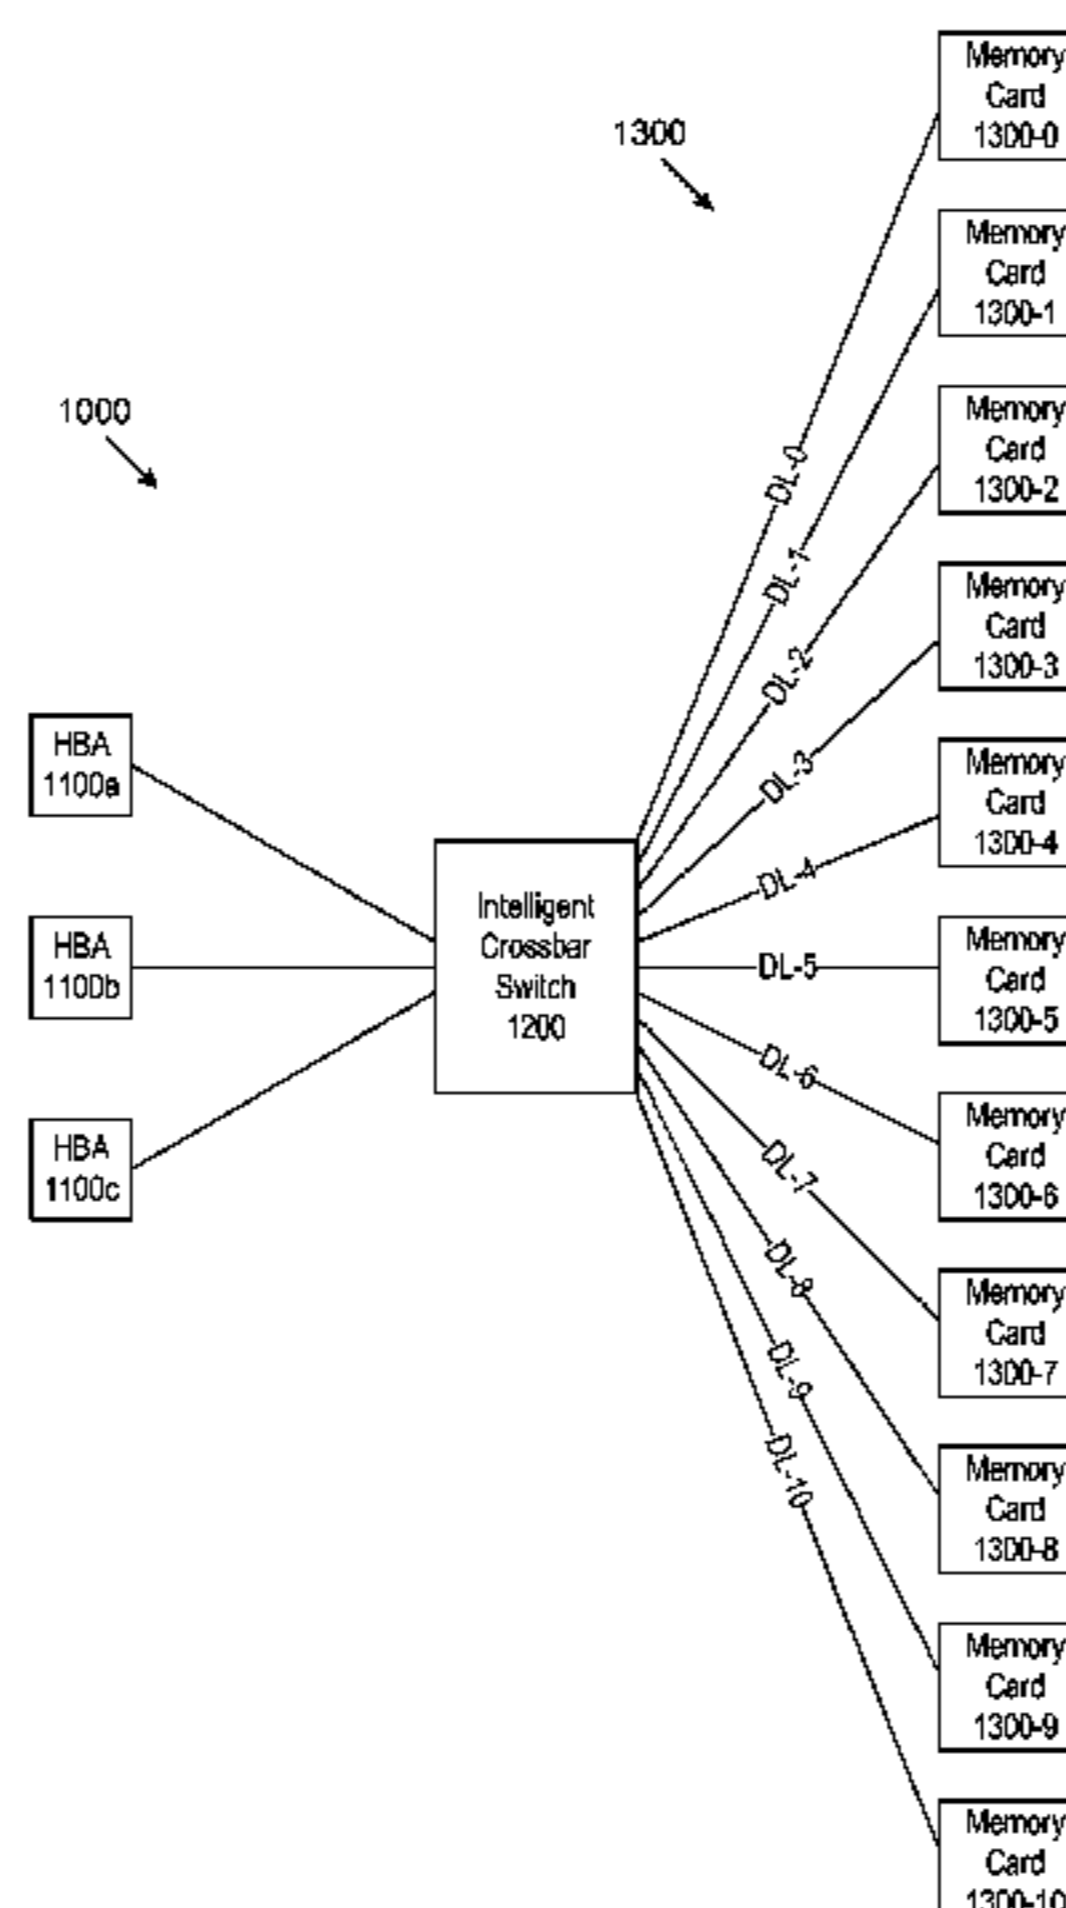 1300
1000
HBA
1100a
HBA
1100b
HBA
1100c
Intelligent
Crossbar
Switch
1200
DL-0
DL-1
DL-2
DL-3
DL-4
DL-5
DL-6
DL-7
DL-8
DL-9
DL-10
Memory
Card
1300-0
Memory
Card
1300-1
Memory
Card
1300-2
Memory
Card
1300-3
Memory
Card
1300-4
Memory
Card
1300-5
Memory
Card
1300-6
Memory
Card
1300-7
Memory
Card
1300-8
Memory
Card
1300-9
Memory
Card
1300-10